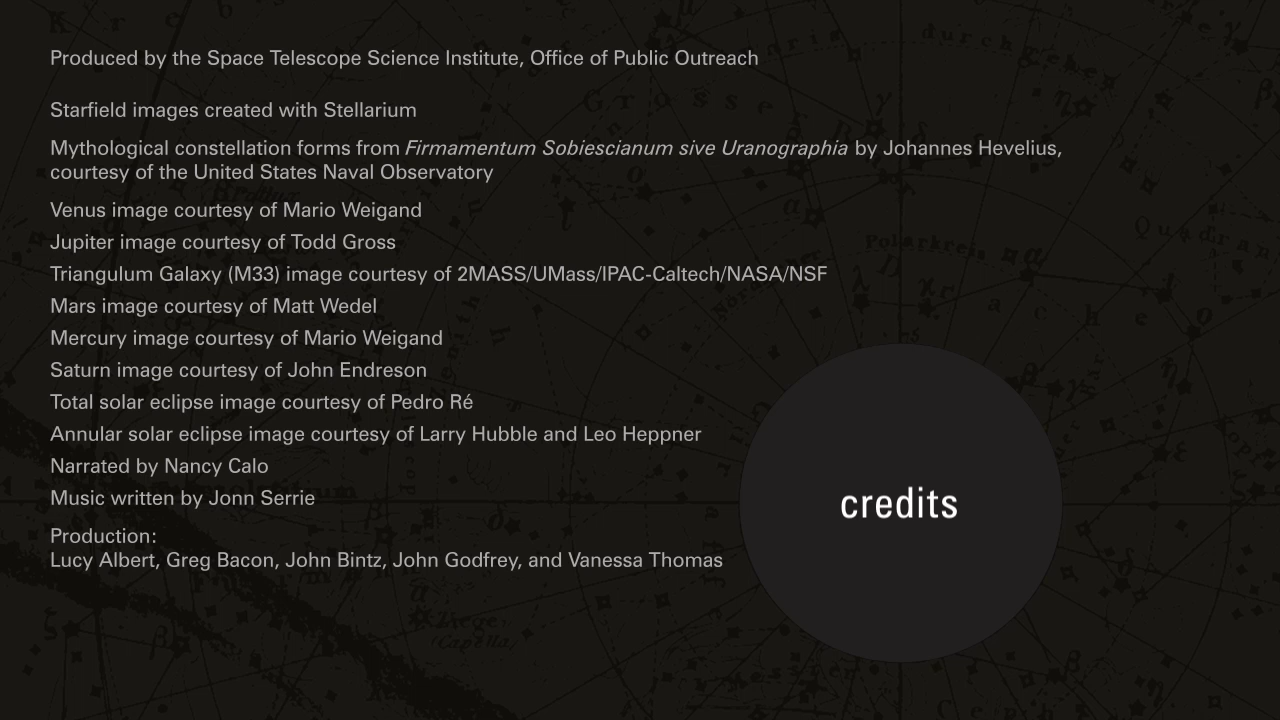 Produced by the Space Telescope Science Institute, Office of Public Outreach
Starfield images created with Stellarium
Mythological constellation forms from Firmamentum Sobiescianum sive Uranographia by Johannes Hevelius,
courtesy of the United States Naval Observatory
Venus image courtesy of Mario Weigand
Jupiter image courtesy of Todd Gross
Triangulum Galaxy (M33) image courtesy of 2MASS/UMass/IPAC-Caltech/NASA/NSF
Mars image courtesy of Matt Wedel
Mercury image courtesy of Mario Weigand
Saturn image courtesy of John Endreson
Total solar eclipse image courtesy of Pedro Ré
Annular solar eclipse image courtesy of Larry Hubble and Leo Heppner
Narrated by Nancy Calo
Music written by Jonn Serrie
Production:
Lucy Albert, Greg Bacon, John Bintz, John Godfrey, and Vanessa Thomas
credits
durch
Grosse
Polarkreis
Ziege
(Capella)